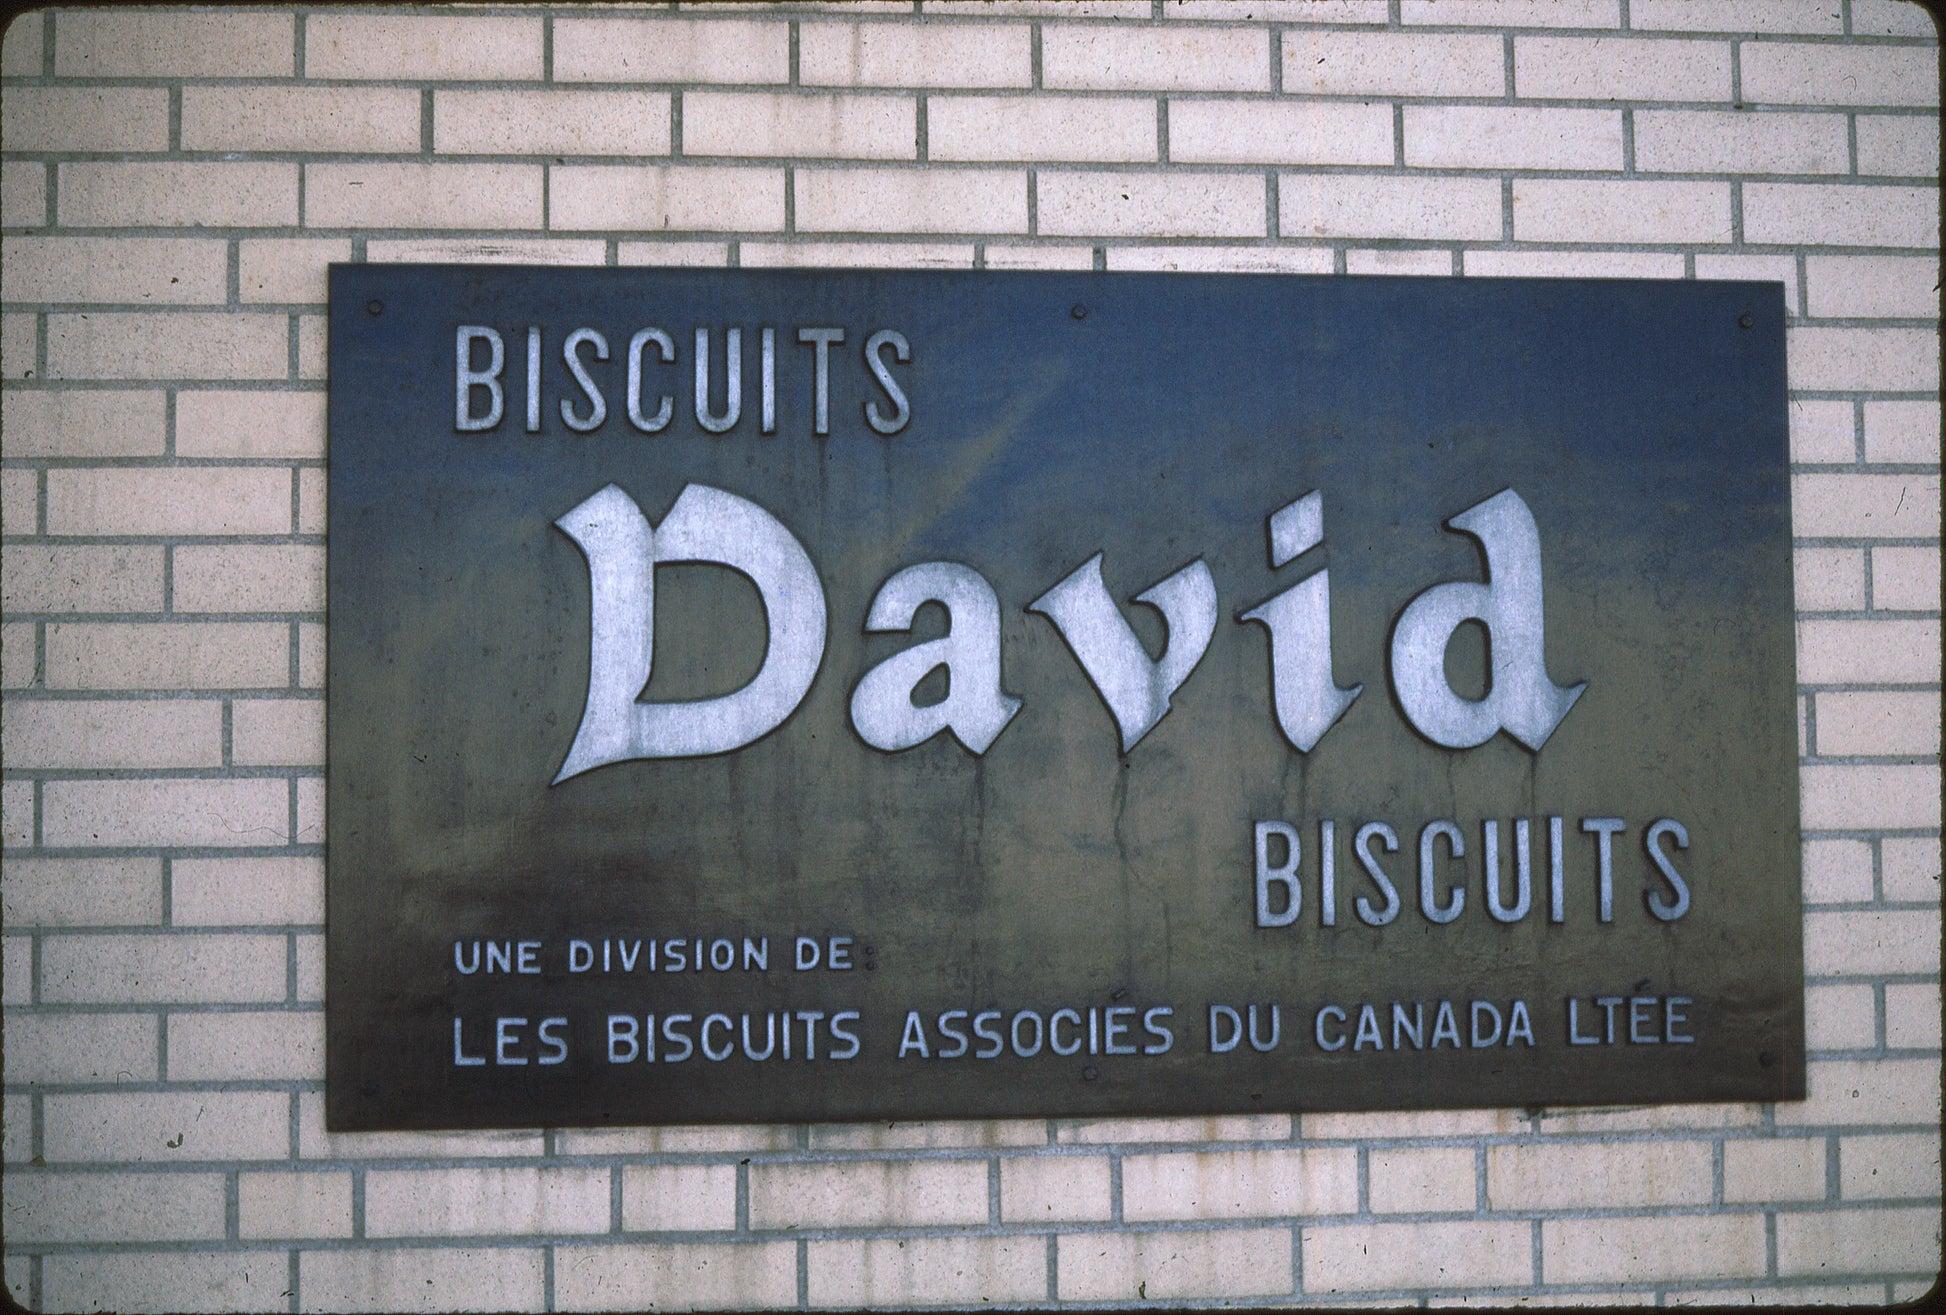 BISCUITS
David
BISCUITS
UNE DIVISION DE:
LES BISCUITS ASSOCIÉS DU CANADA LTÉE